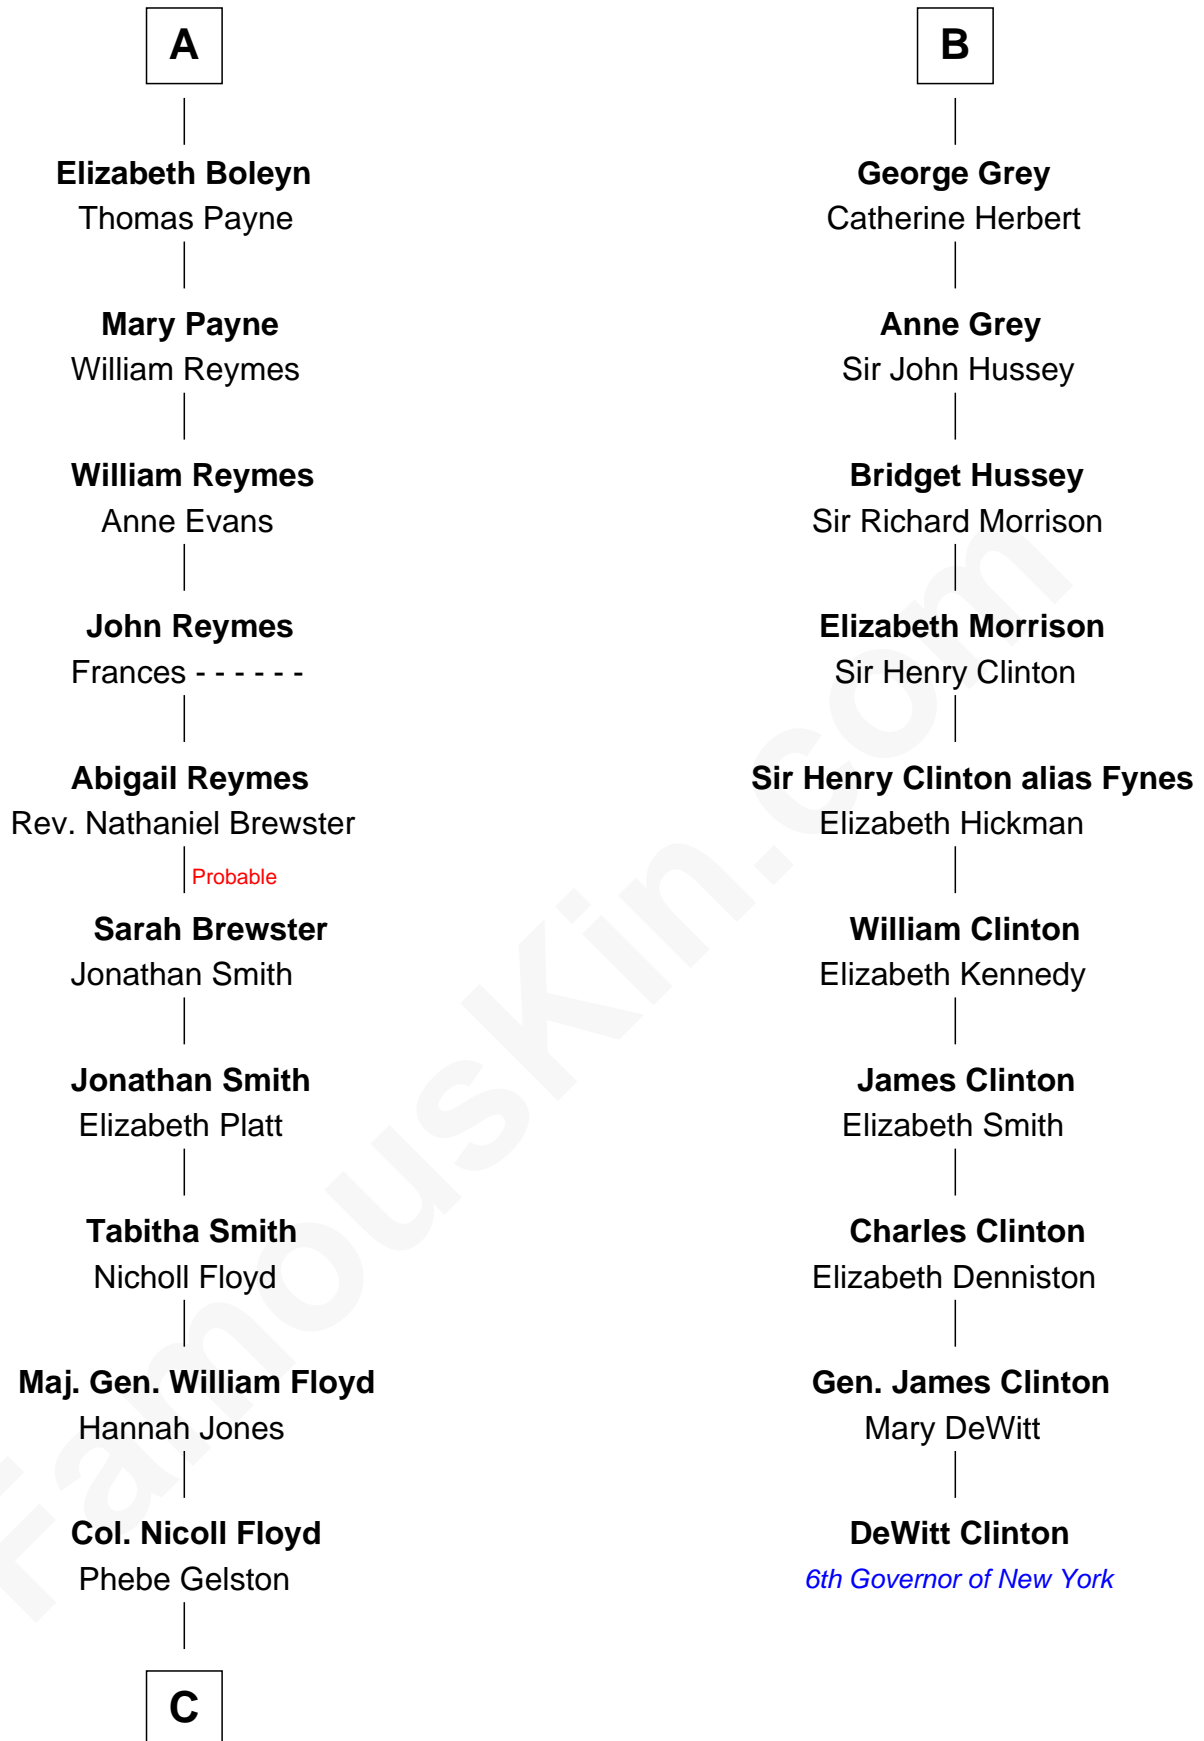 A
Elizabeth Boleyn
Thomas Payne
Mary Payne
William Reymes
William Reymes
Anne Evans
John Reymes
Frances - - - - - -
Abigail Reymes
Rev. Nathaniel Brewster
Probable
Sarah Brewster
Jonathan Smith
Jonathan Smith
Elizabeth Platt
Tabitha Smith
Nicholl Floyd
Maj. Gen. William Floyd
Hannah Jones
Col. Nicoll Floyd
Phebe Gelston
C
B
George Grey
Catherine Herbert
Anne Grey
Sir John Hussey
Bridget Hussey
Sir Richard Morrison
Elizabeth Morrison
Sir Henry Clinton
Sir Henry Clinton alias Fynes
Elizabeth Hickman
William Clinton
Elizabeth Kennedy
James Clinton
Elizabeth Smith
Charles Clinton
Elizabeth Denniston
Gen. James Clinton
Mary DeWitt
DeWitt Clinton
6th Governor of New York
FamousKin.com